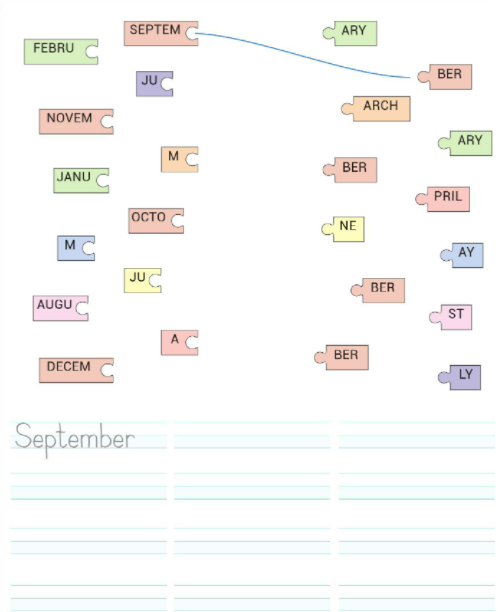 SEPTEM
ARY
FEBRU
BER
JU
ARCH
NOVEM
ARY
M
BER
JANU
PRIL
OCTO
NE
M
AY
JU
BER
AUGU
ST
A
BER
DECEM
LY
September